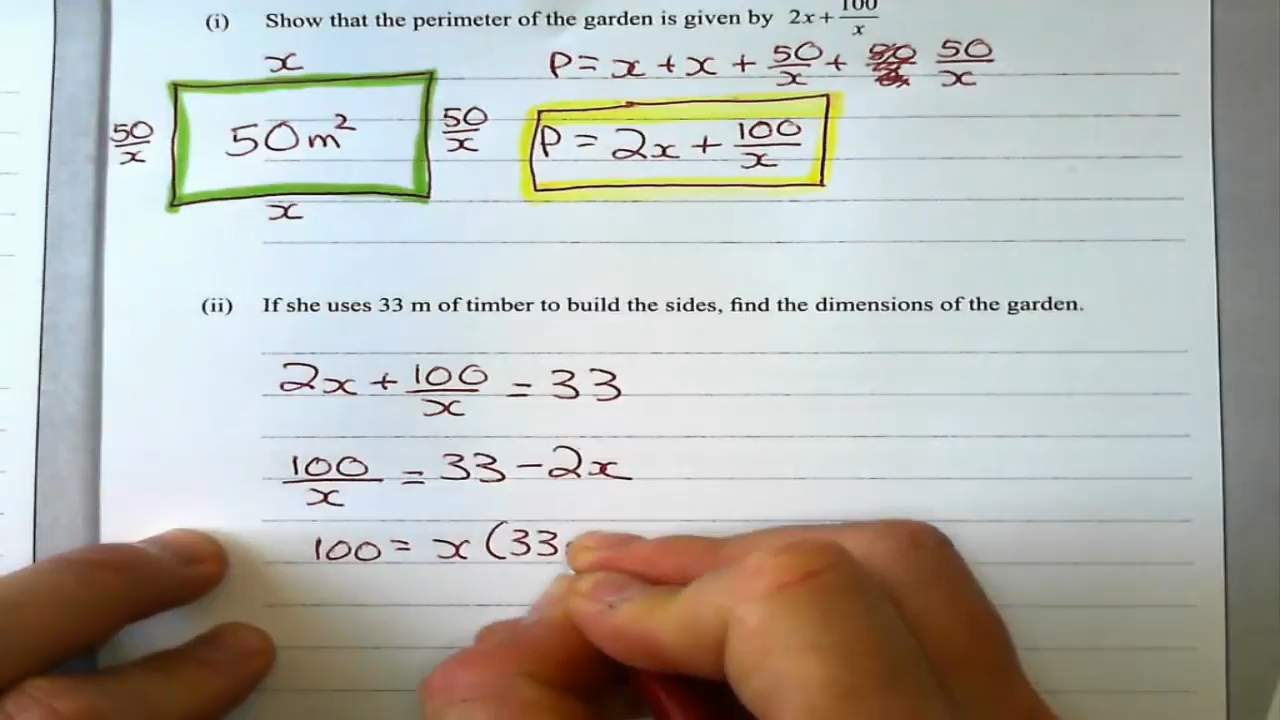 (i) Show that the perimeter of the garden is given by 2x + 100/x
x
P = x + x + 50/x + 50/x
50/x
50m²
50/x
P = 2x + 100/x
x
(ii) If she uses 33 m of timber to build the sides, find the dimensions of the garden.
2x + 100/x = 33
100/x = 33 - 2x
100 = x (33